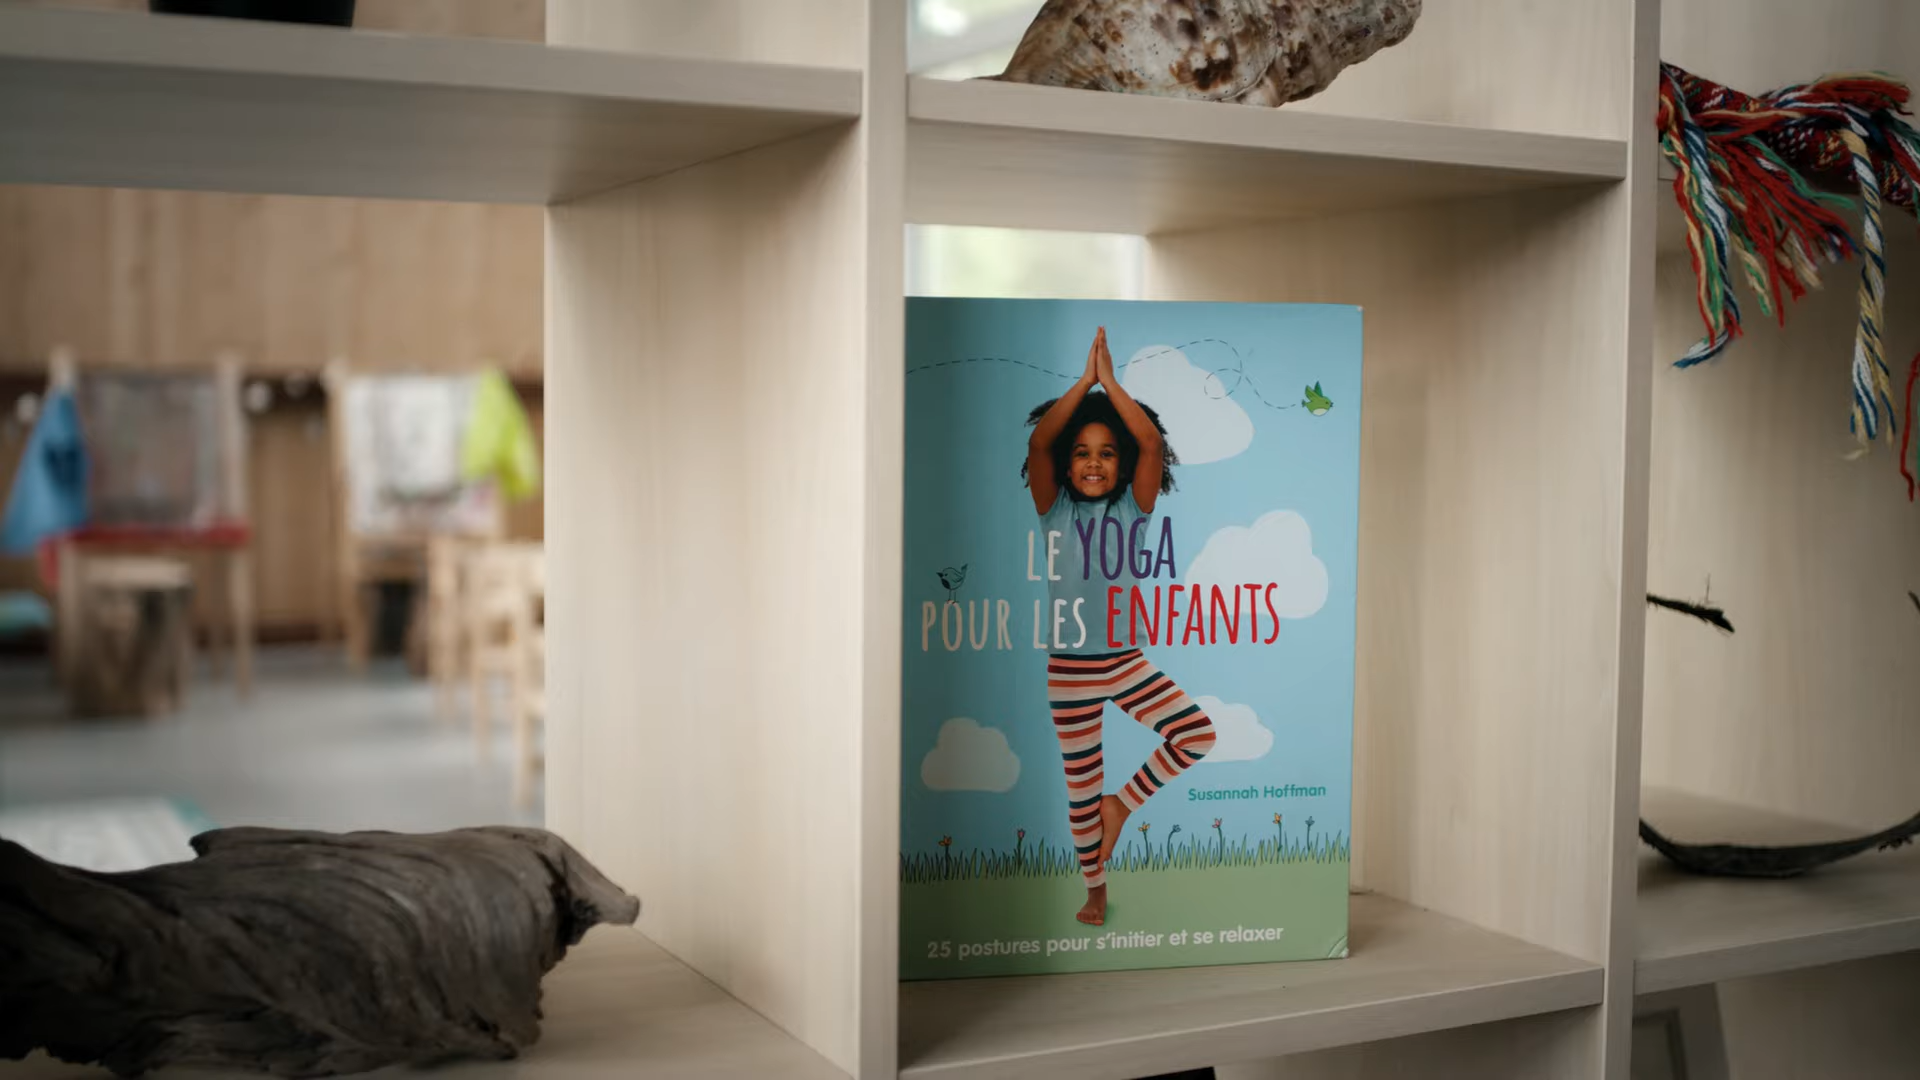 LE YOGA
POUR LES ENFANTS
Susannah Hoffman
25 postures pour s'initier et se relaxer